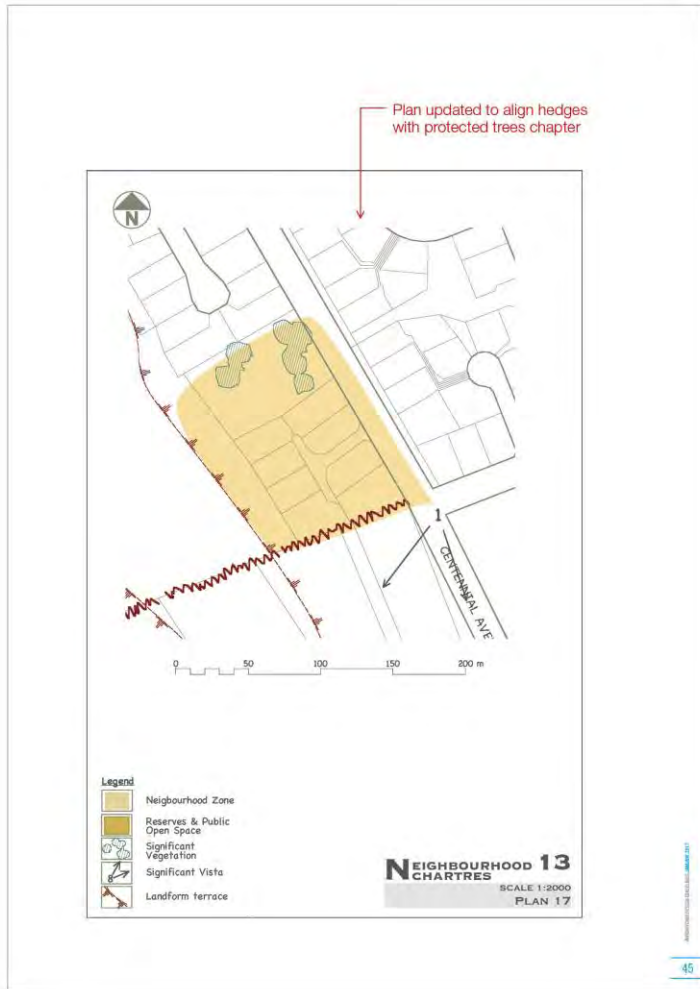 Plan updated to align hedges
with protected trees chapter
N
1
CENTENNIAL AVE
0 50 100 150 200 m
Legend
Neigbourhood Zone
Reserves & Public
Open Space
Significant
Vegetation
8
Significant Vista
Landform terrace
NEIGHBOURHOOD 13
CHARTRES
SCALE 1:2000
PLAN 17
45